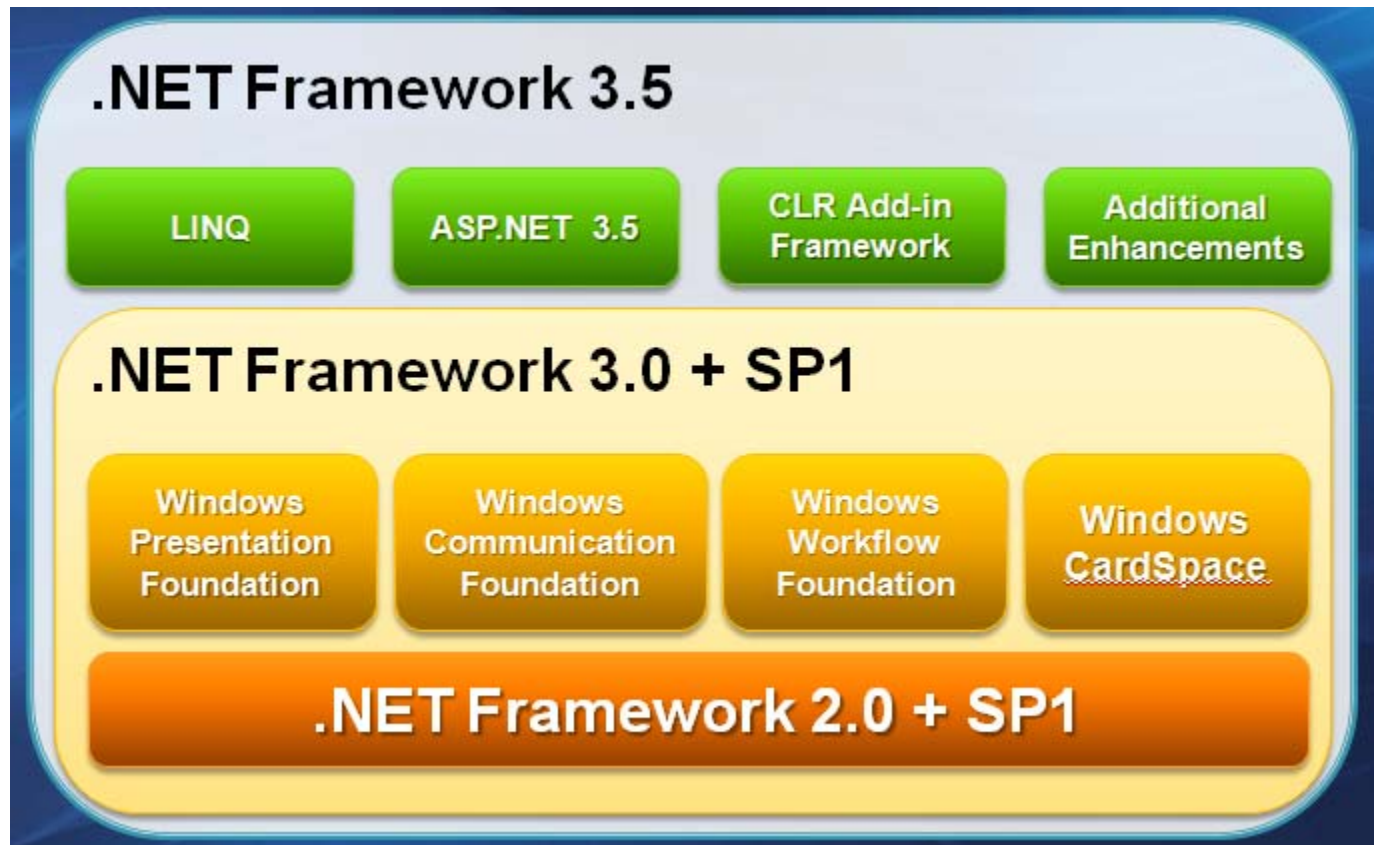 .NET Framework 3.5
LINQ
ASP.NET 3.5
CLR Add-in
Framework
Additional
Enhancements
.NET Framework 3.0 + SP1
Windows
Presentation
Foundation
Windows
Communication
Foundation
Windows
Workflow
Foundation
Windows
CardSpace
.NET Framework 2.0 + SP1